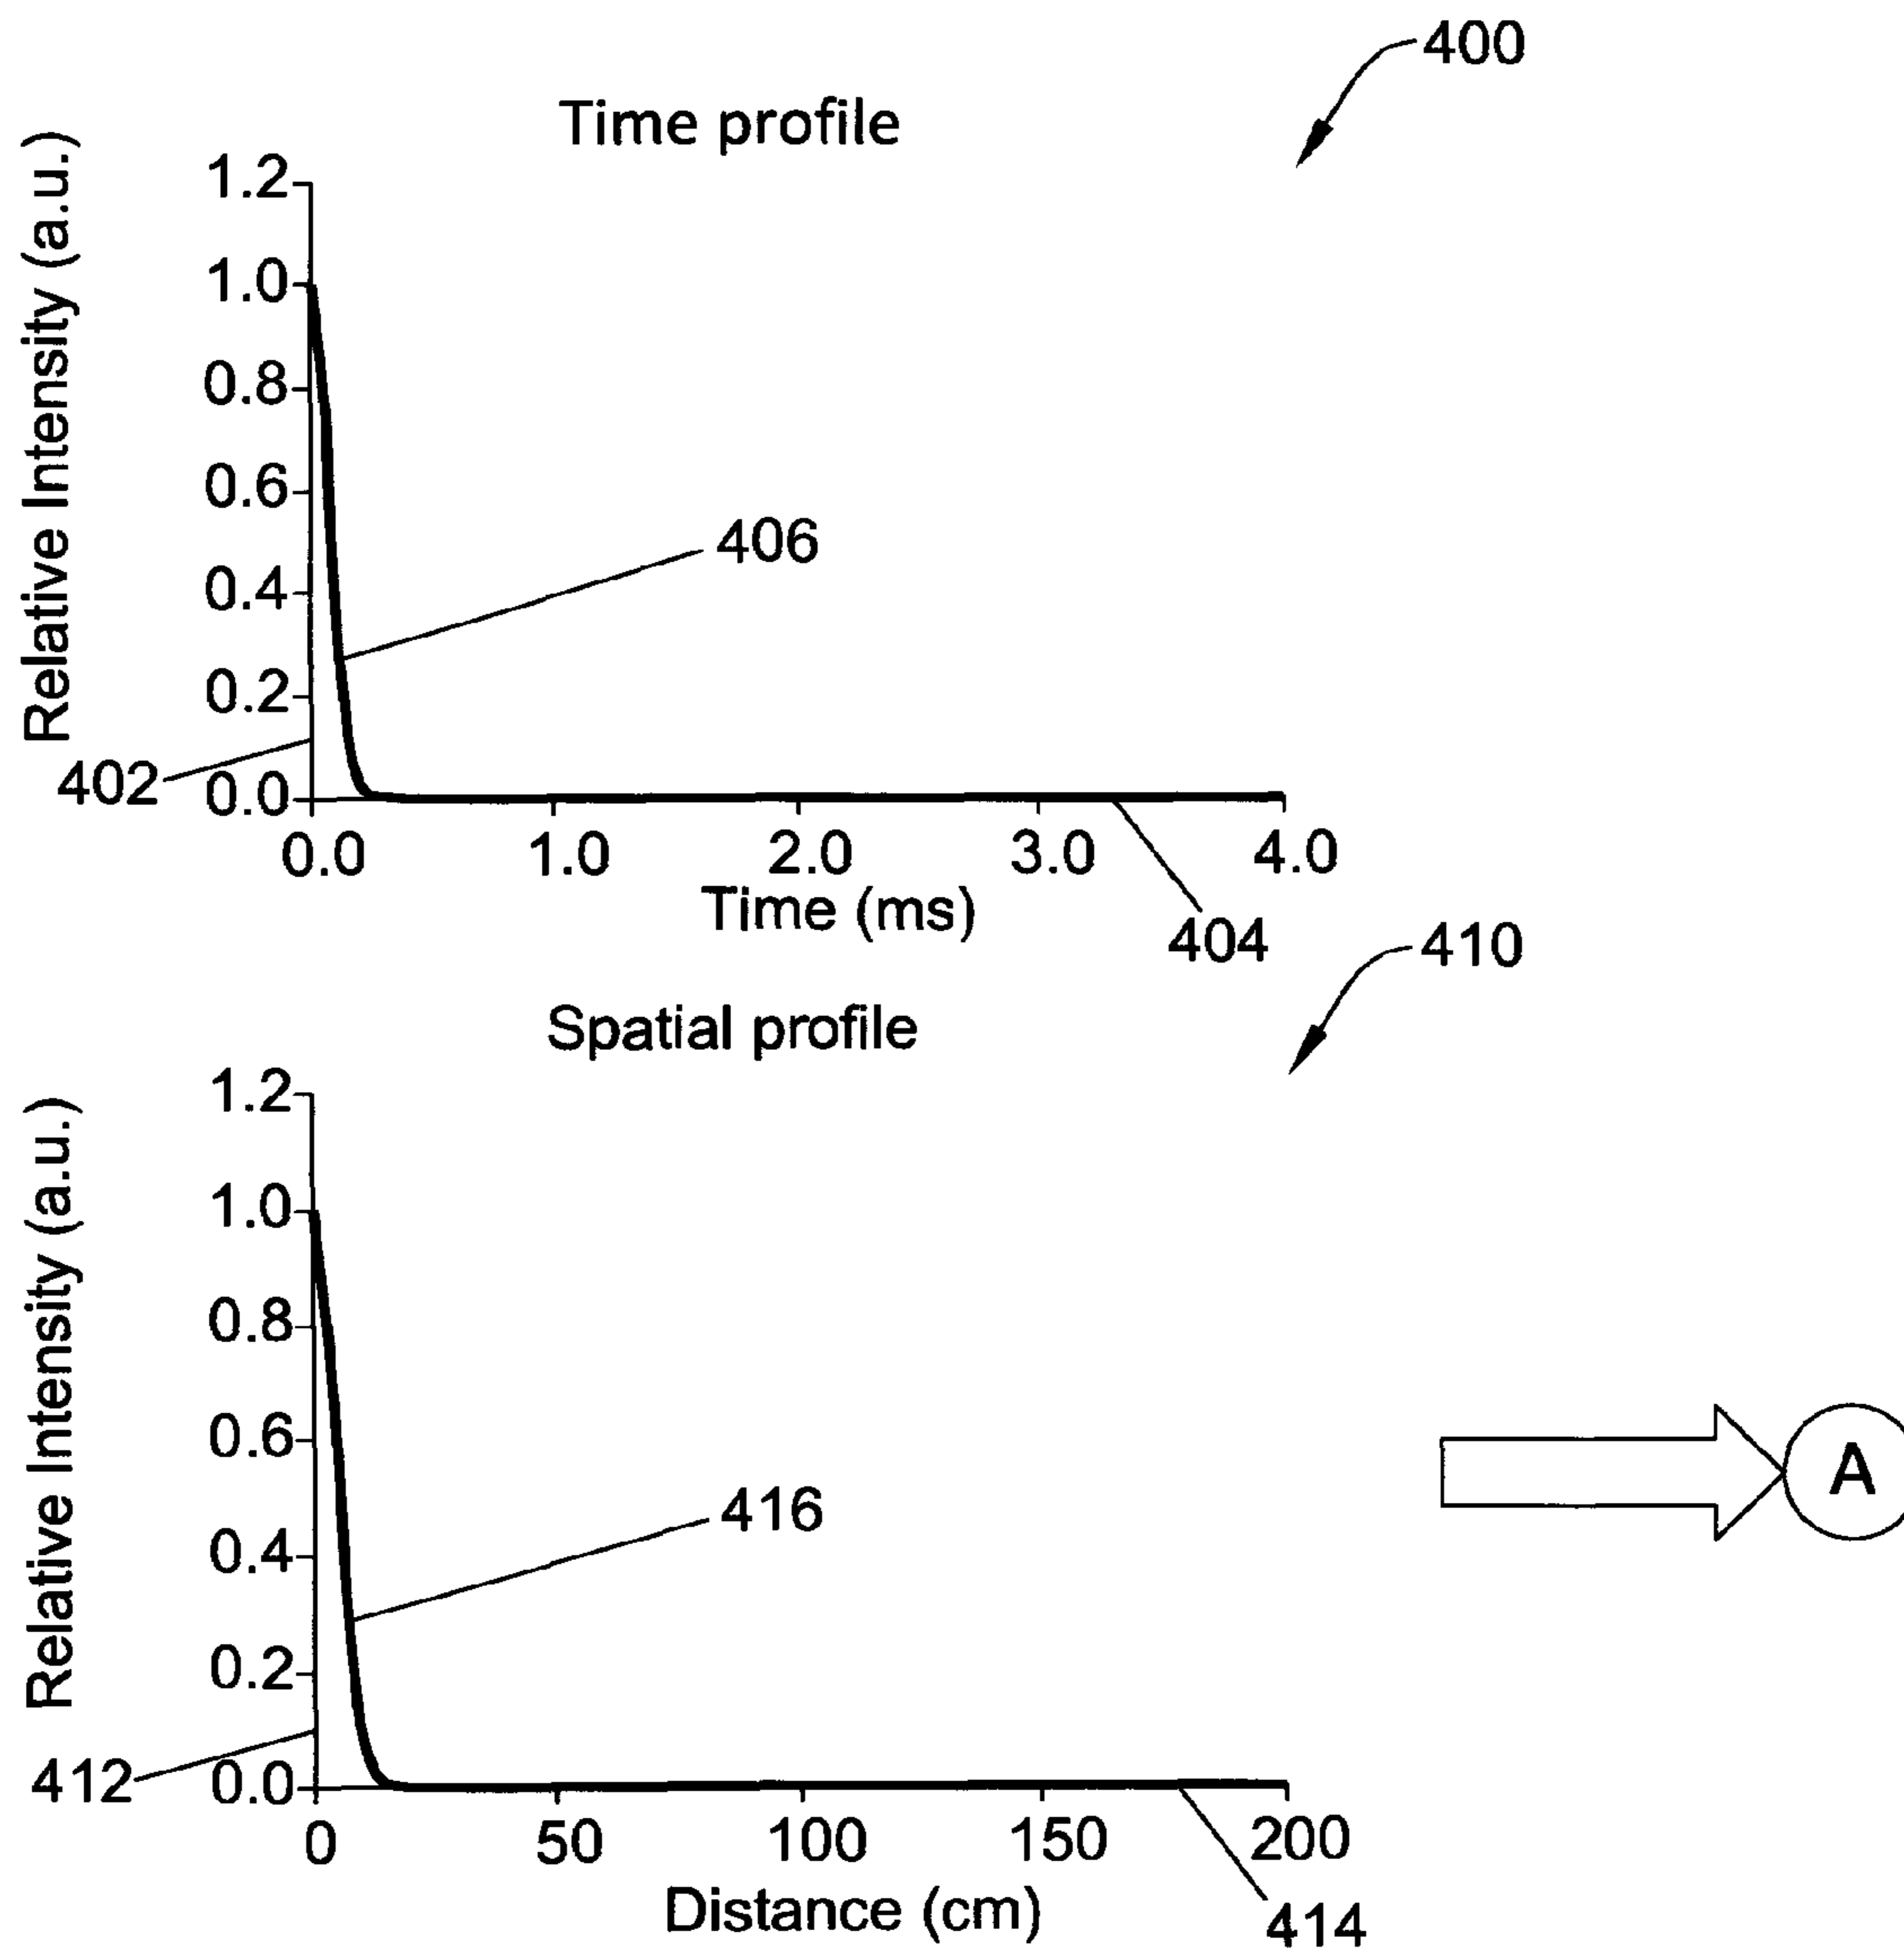 400
Time profile
Relative Intensity (a.u.)
1.2
1.0
0.8
0.6
0.4
0.2
0.0
406
402
0.0 1.0 2.0 3.0 4.0
Time (ms)
404
410
Spatial profile
Relative Intensity (a.u.)
1.2
1.0
0.8
0.6
0.4
0.2
0.0
416
A
412
0 50 100 150 200
Distance (cm)
414